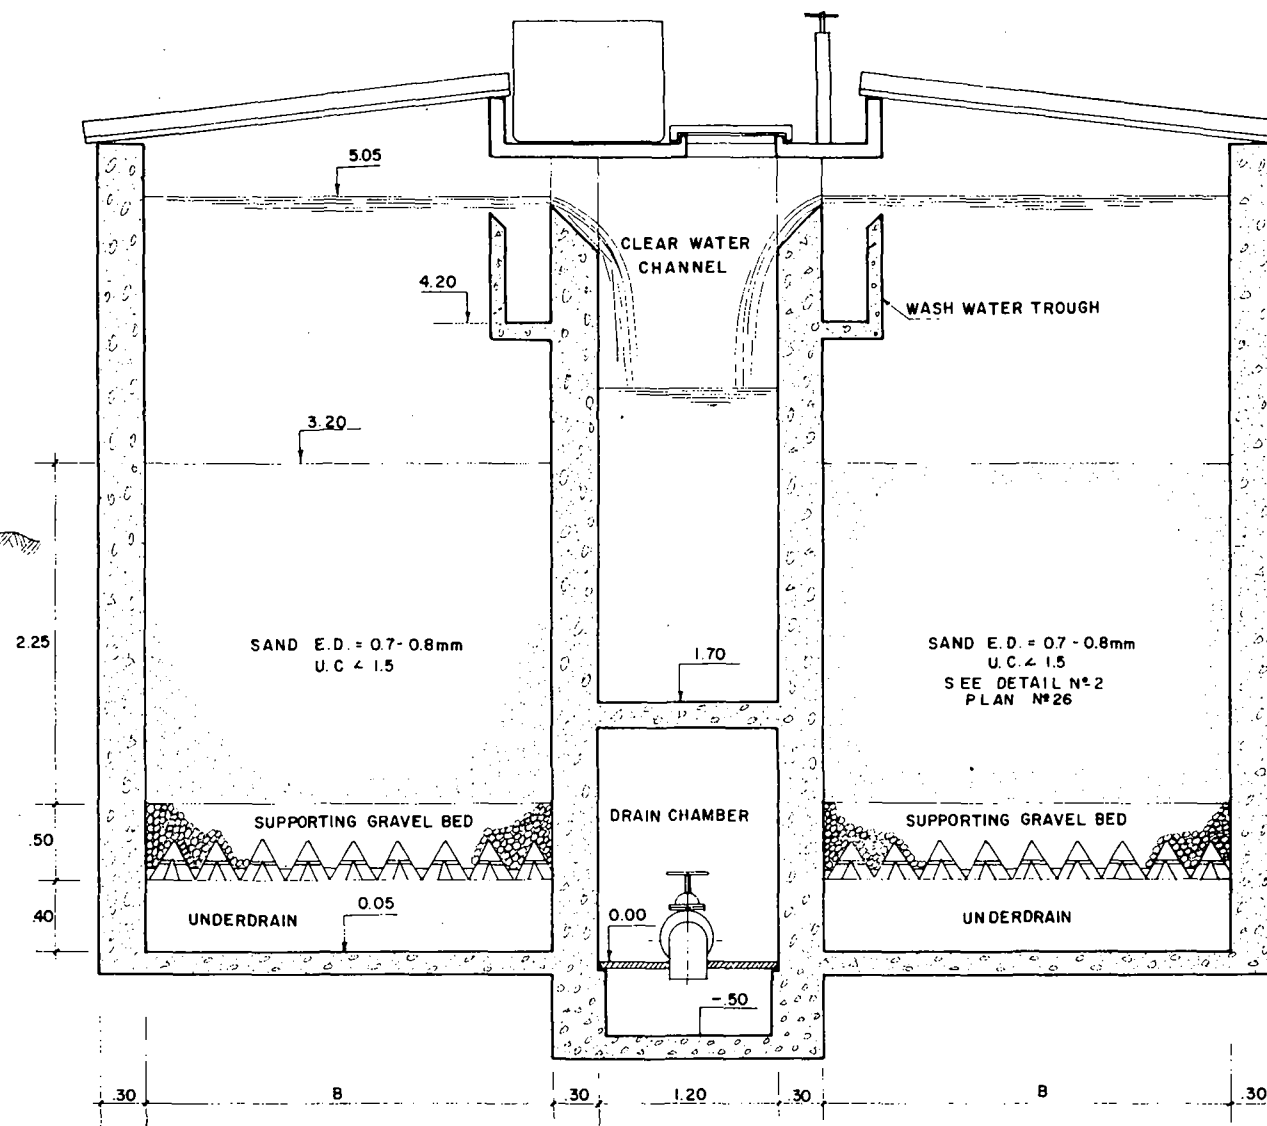 5.05
CLEAR WATER
CHANNEL
4.20
WASH WATER TROUGH
3.20
2.25
SAND E.D. = 0.7 - 0.8mm
U.C < 1.5
1.70
SAND E.D. = 0.7 - 0.8mm
U.C. < 1.5
SEE DETAIL Nº 2
PLAN Nº 26
.50
SUPPORTING GRAVEL BED
DRAIN CHAMBER
SUPPORTING GRAVEL BED
.40
UNDERDRAIN
0.05
0.00
UNDERDRAIN
-.50
.30
B
.30
1.20
.30
B
.30